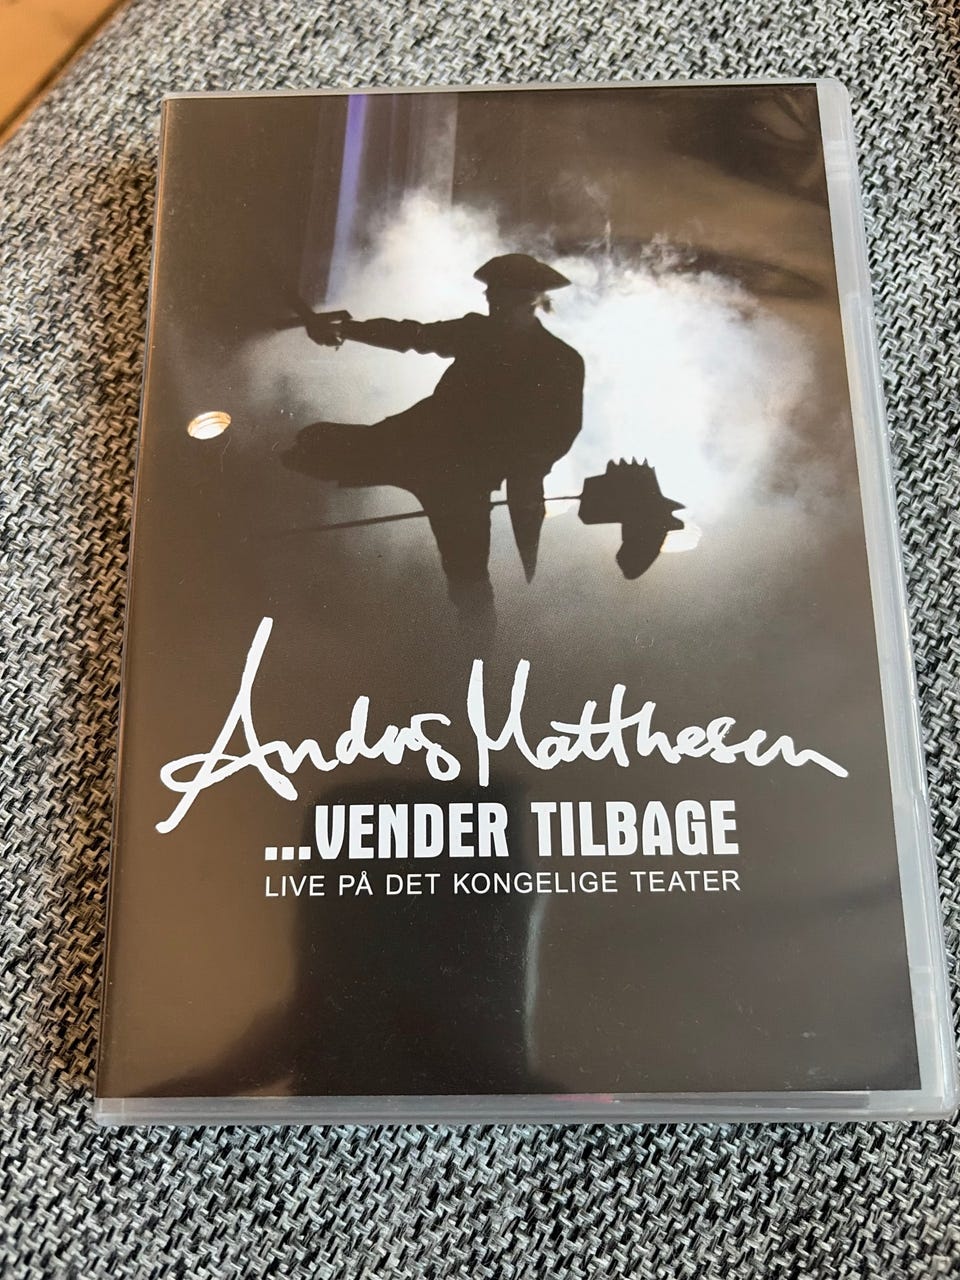 Anders Matthesen
...VENDER TILBAGE
LIVE PÅ DET KONGELIGE TEATER